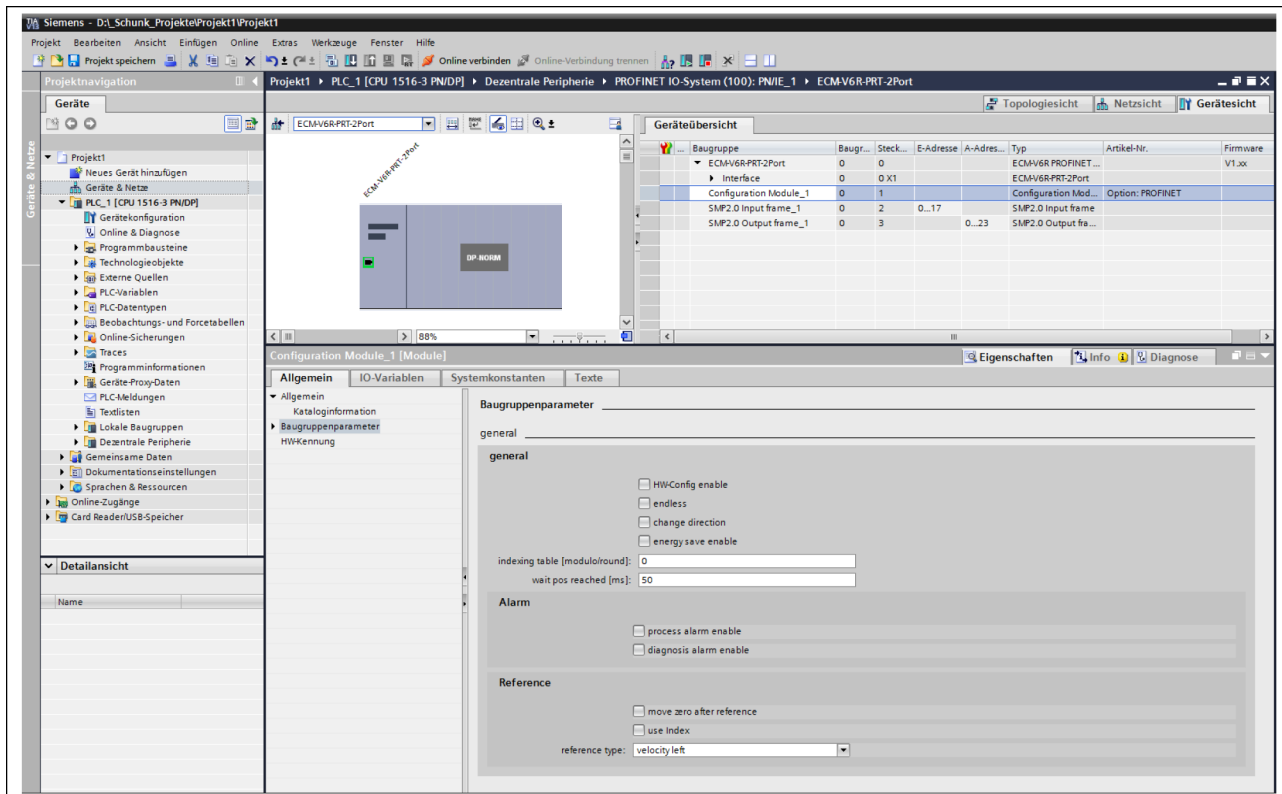 Siemens - D:\_Schunk_Projekte\Projekt1\Projekt1
Projekt Bearbeiten Ansicht Einfügen Online Extras Werkzeuge Fenster Hilfe
Projekt speichern Online verbinden Online-Verbindung trennen
Projektnavigation
Projekt1 PLC_1 [CPU 1516-3 PN/DP] Dezentrale Peripherie PROFINET IO-System (100): PN/IE_1 ECM-V6R-PRT-2Port
Geräte
Topologiesicht Netzsicht Gerätesicht
Geräte & Netze
Projekt1
Neues Gerät hinzufügen
Geräte & Netze
PLC_1 [CPU 1516-3 PN/DP]
Gerätekonfiguration
Online & Diagnose
Programmbausteine
Technologieobjekte
Externe Quellen
PLC-Variablen
PLC-Datentypen
Beobachtungs- und Forcetabellen
Online-Sicherungen
Traces
Programminformationen
Geräte-Proxy-Daten
PLC-Meldungen
Textlisten
Lokale Baugruppen
Dezentrale Peripherie
Gemeinsame Daten
Dokumentationseinstellungen
Sprachen & Ressourcen
Online-Zugänge
Card Reader/USB-Speicher
Detailansicht
Name
ECM-V6R-PRT-2Port
ECM-V6R-PRT-2Port
DP-NORM
88%
Geräteübersicht
... Baugruppe Baugr... Steck... E-Adresse A-Adres... Typ Artikel-Nr. Firmware
ECM-V6R-PRT-2Port 0 0 ECM-V6R PROFINET ... V1.xx
Interface 0 0 X1 ECM-V6R-PRT-2Port
Configuration Module_1 0 1 Configuration Mod... Option: PROFINET
SMP2.0 Input frame_1 0 2 0...17 SMP2.0 Input frame
SMP2.0 Output frame_1 0 3 0...23 SMP2.0 Output fra...
Configuration Module_1 [Module]
Eigenschaften Info Diagnose
Allgemein IO-Variablen Systemkonstanten Texte
Allgemein
Kataloginformation
Baugruppenparameter
HW-Kennung
Baugruppenparameter
general
general
HW-Config enable
endless
change direction
energy save enable
indexing table [modulo/round]: 0
wait pos reached [ms]: 50
Alarm
process alarm enable
diagnosis alarm enable
Reference
move zero after reference
use Index
reference type: velocity left